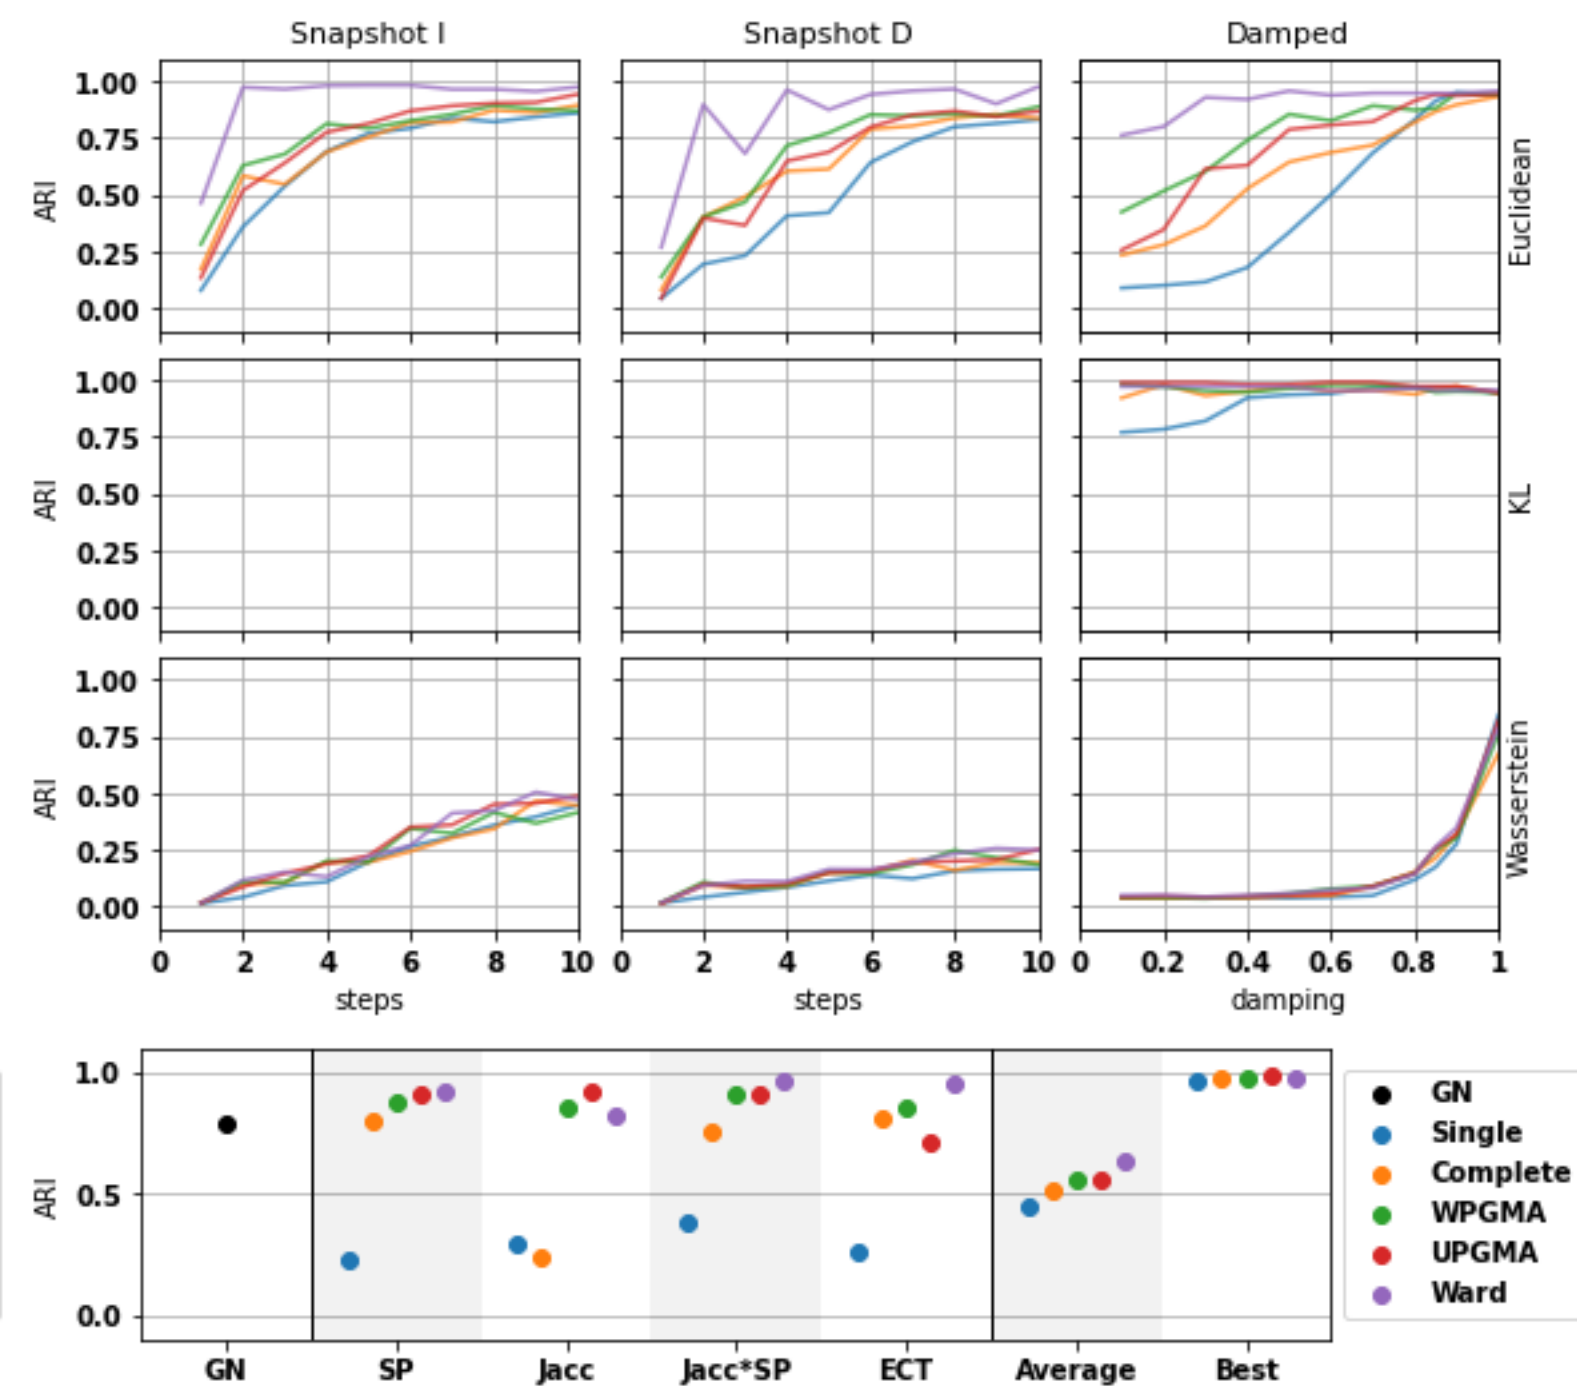 Snapshot I Snapshot D Damped
1.00
0.75
0.50
0.25
0.00
ARI
Euclidean
1.00
0.75
0.50
0.25
0.00
ARI
KL
1.00
0.75
0.50
0.25
0.00
ARI
Wasserstein
0 2 4 6 8 10 0 2 4 6 8 10 0 0.2 0.4 0.6 0.8 1
steps steps damping
1.0
0.5
0.0
ARI
GN SP Jacc Jacc*SP ECT Average Best
GN
Single
Complete
WPGMA
UPGMA
Ward